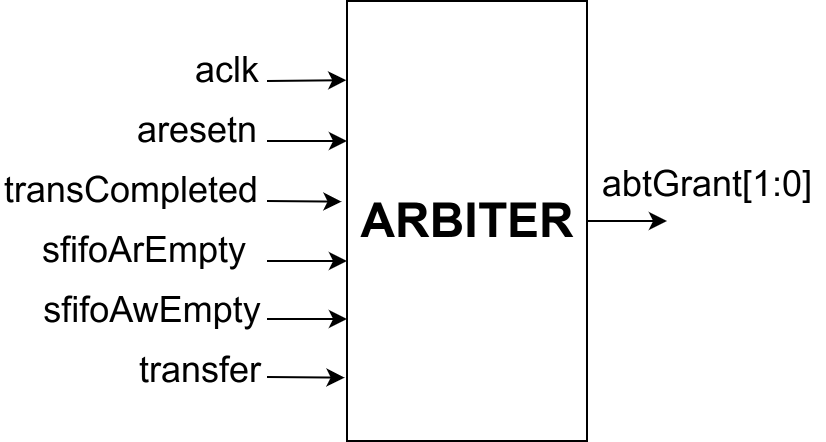 aclk
aresetn
transCompleted
sfifoArEmpty
sfifoAwEmpty
transfer
ARBITER
abtGrant[1:0]